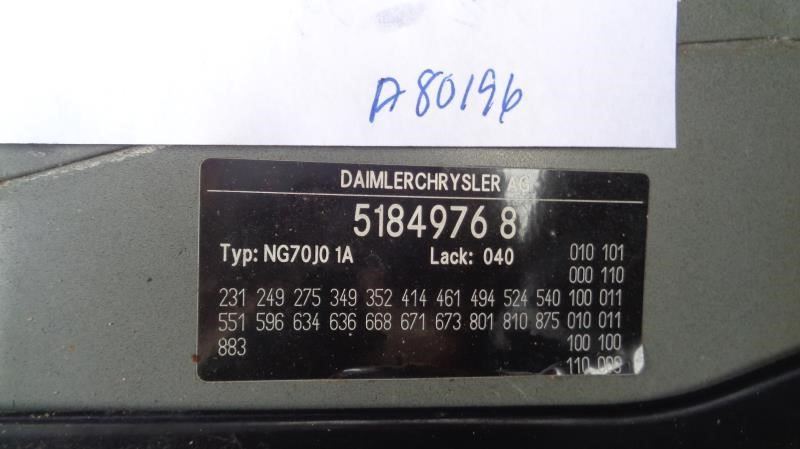 A80196
DAIMLERCHRYSLER AG
5184976 8
Typ: NG70J0 1A Lack: 040 010 101
000 110
231 249 275 349 352 414 461 494 524 540 100 011
551 596 634 636 668 671 673 801 810 875 010 011
883 100 100
110